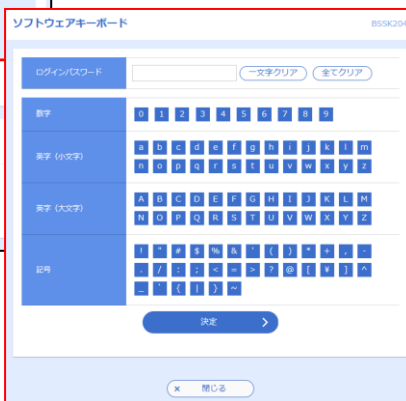 ソフトウェアキーボード BSSK204
ログインパスワード 一文字クリア 全てクリア
数字 0 1 2 3 4 5 6 7 8 9
a b c d e f g h i j k l m
英字（小文字）
n o p q r s t u v w x y z
A B C D E F G H I J K L M
英字（大文字）
N O P Q R S T U V W X Y Z
! " # $ % & ' ( ) * + , -
記号 . / : ; < = > ? @ [ ¥ ] ^
_ ` { | } ~
決定
× 閉じる